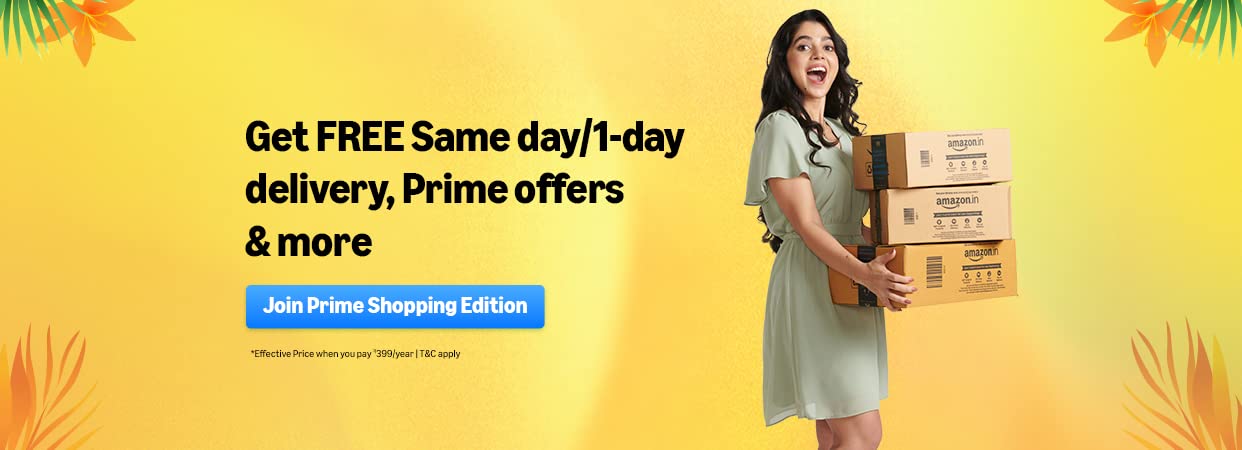 Get FREE Same day/1-day
delivery, Prime offers
& more
Join Prime Shopping Edition
*Effective Price when you pay ₹399/year | T&C apply
amazon.in
amazon.in
amazon.in